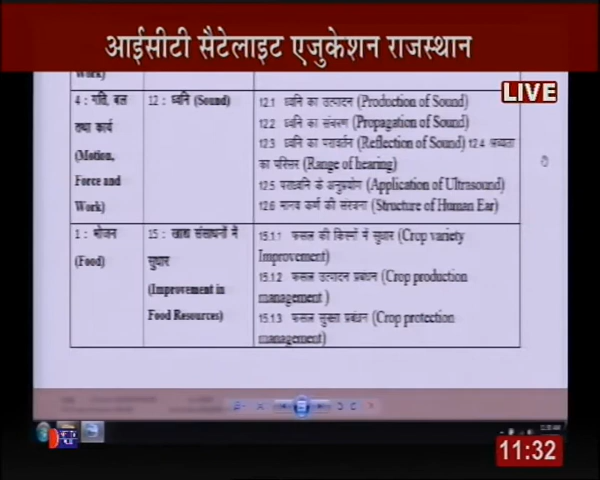 आईसीटी सैटेलाइट एजुकेशन राजस्थान
LIVE
Work)
4 : गति, बल
तथा कार्य
(Motion,
Force and
Work)
12 : ध्वनि (Sound)
12.1 ध्वनि का उत्पादन (Production of Sound)
12.2 ध्वनि का संचरण (Propagation of Sound)
12.3 ध्वनि का परावर्तन (Reflection of Sound) 12.4 श्रव्यता
का परिसर (Range of hearing)
12.5 पराध्वनि के अनुप्रयोग (Application of Ultrasound)
12.6 मानव कर्ण की संरचना (Structure of Human Ear)
1 : भोजन
(Food)
15 : खाद्य संसाधनों में
सुधार
(Improvement in
Food Resources)
15.1.1 फसल की किस्मों में सुधार (Crop variety
Improvement)
15.1.2 फसल उत्पादन प्रबंधन (Crop production
management )
15.1.3 फसल सुरक्षा प्रबंधन (Crop protection
management)
11:32